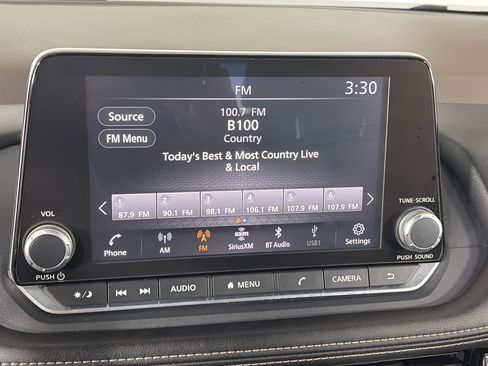 FM
3:30
Source
FM Menu
100.7 FM
B100
Country
Today's Best & Most Country Live
& Local
1 2 3 4 5 6
87.9 FM 90.1 FM 98.1 FM 106.1 FM 107.9 FM 107.9 FM
VOL
TUNE·SCROLL
Phone AM FM SiriusXM BT Audio USB1 Settings
sxm
PUSH
PUSH SOUND
AUDIO MENU CAMERA